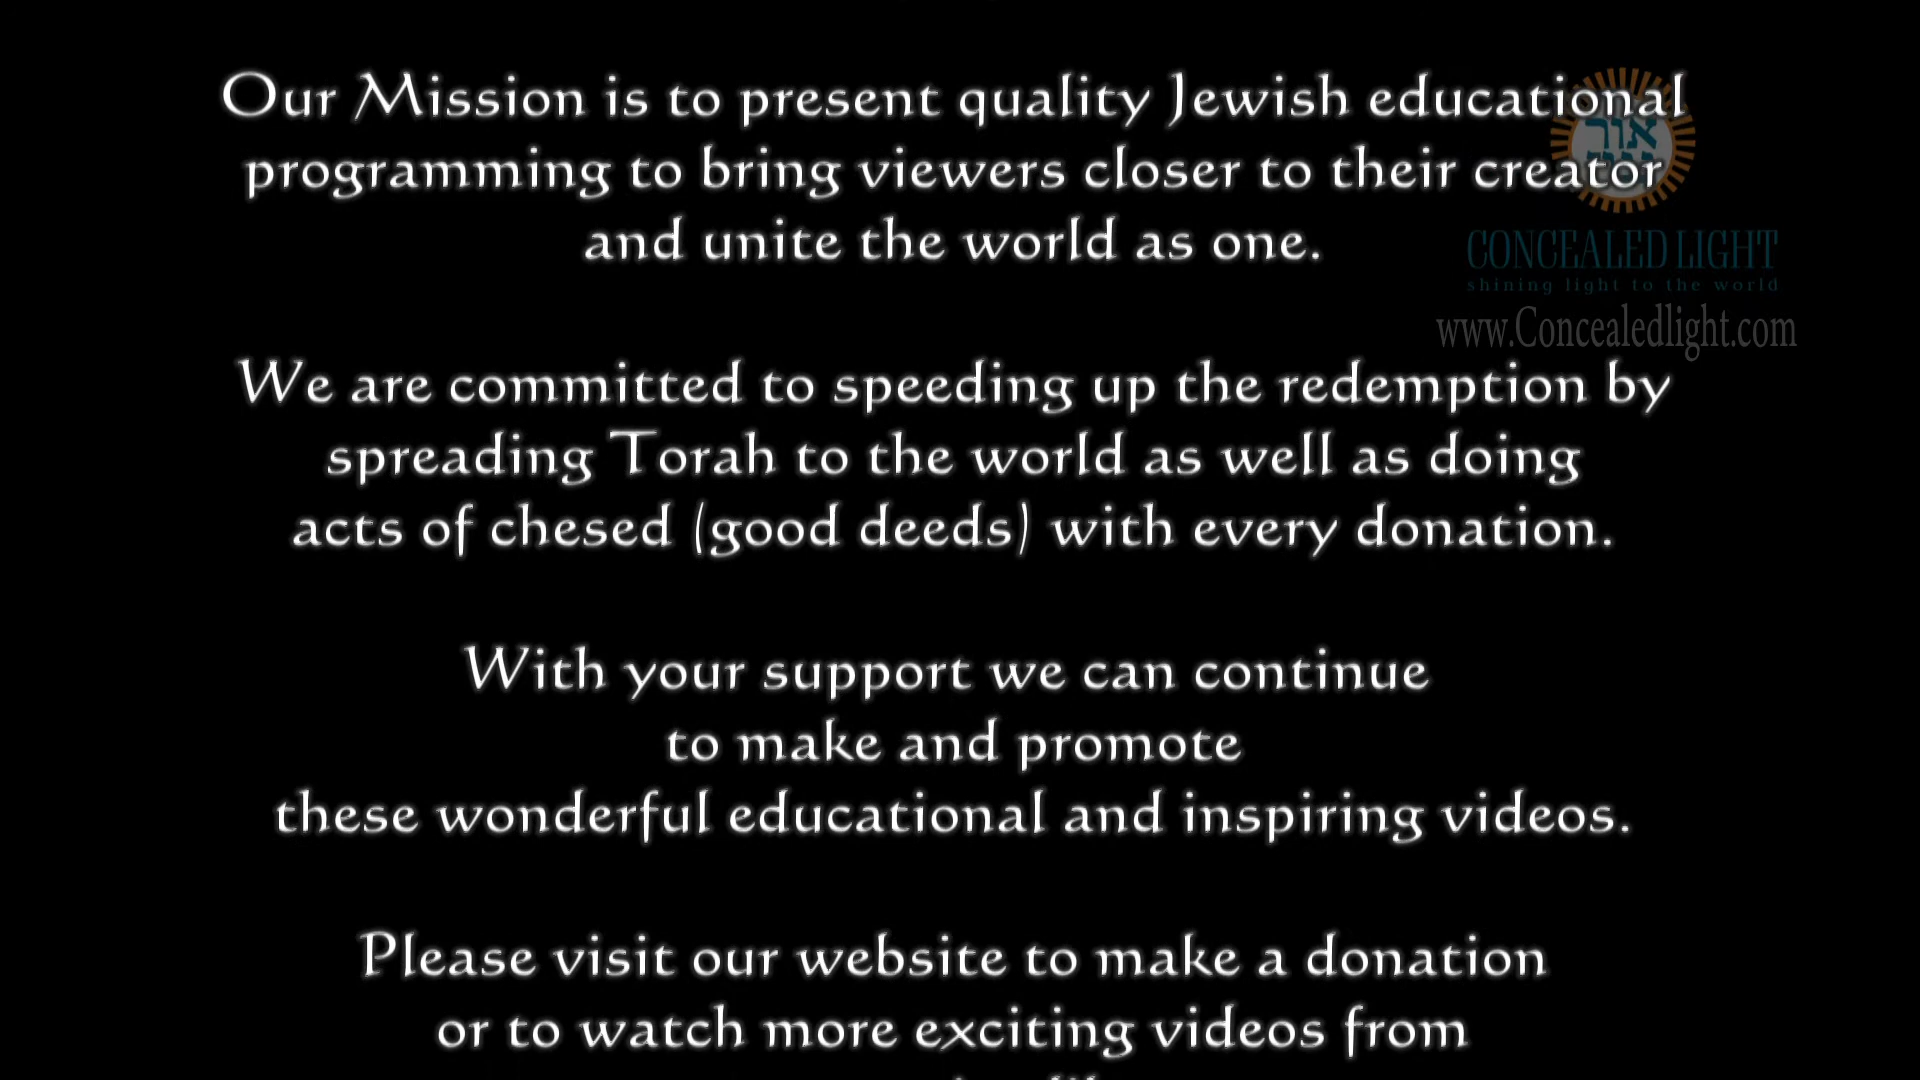 Our Mission is to present quality Jewish educational
programming to bring viewers closer to their creator
and unite the world as one.
אור
CONCEALED LIGHT
shining light to the world
www.Concealedlight.com
We are committed to speeding up the redemption by
spreading Torah to the world as well as doing
acts of chesed (good deeds) with every donation.
With your support we can continue
to make and promote
these wonderful educational and inspiring videos.
Please visit our website to make a donation
or to watch more exciting videos from